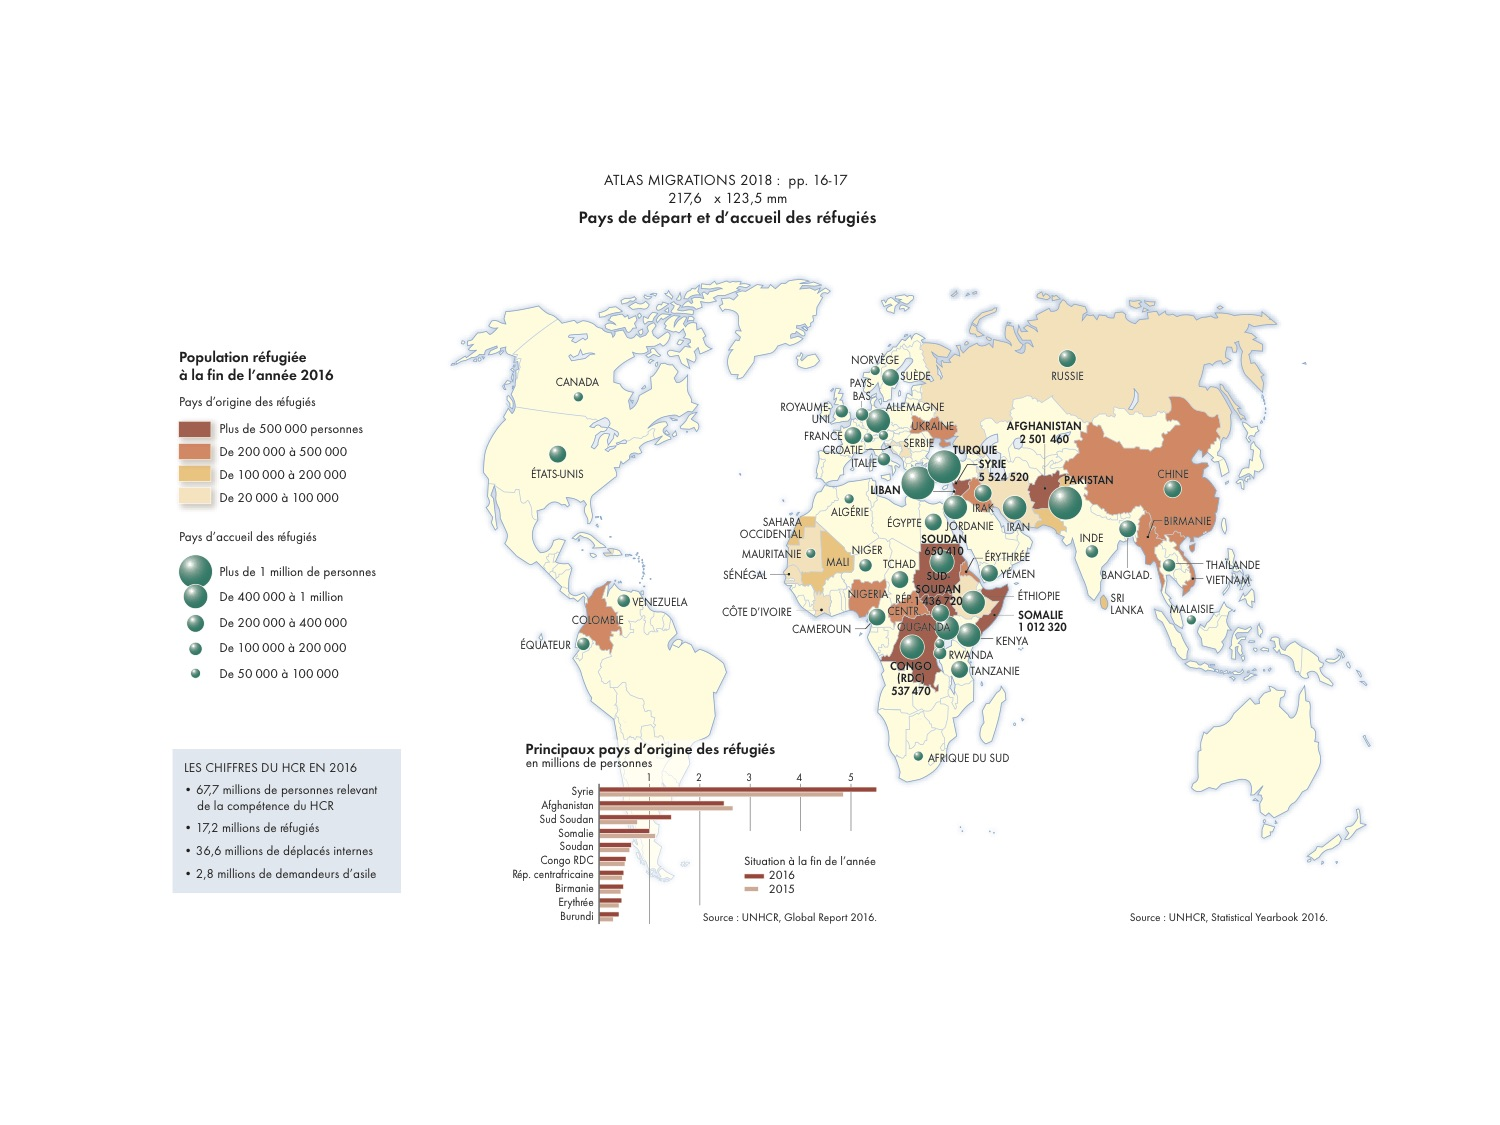 ATLAS MIGRATIONS 2018 : pp. 16-17
217,6 x 123,5 mm
Pays de départ et d’accueil des réfugiés
Population réfugiée
à la fin de l’année 2016
Pays d’origine des réfugiés
Plus de 500 000 personnes
De 200 000 à 500 000
De 100 000 à 200 000
De 20 000 à 100 000
Pays d’accueil des réfugiés
Plus de 1 million de personnes
De 400 000 à 1 million
De 200 000 à 400 000
De 100 000 à 200 000
De 50 000 à 100 000
LES CHIFFRES DU HCR EN 2016
• 67,7 millions de personnes relevant
de la compétence du HCR
• 17,2 millions de réfugiés
• 36,6 millions de déplacés internes
• 2,8 millions de demandeurs d’asile
CANADA
ÉTATS-UNIS
VENEZUELA
COLOMBIE
ÉQUATEUR
NORVÈGE
SUÈDE
PAYS-
BAS
ROYAUME-
UNI
ALLEMAGNE
FRANCE
UKRAINE
SERBIE
CROATIE
ITALIE
RUSSIE
AFGHANISTAN
2 501 460
TURQUIE
SYRIE
5 524 520
PAKISTAN
CHINE
LIBAN
ALGÉRIE
ÉGYPTE
JORDANIE
IRAK
IRAN
SAHARA
OCCIDENTAL
MAURITANIE
SÉNÉGAL
MALI
NIGER
TCHAD
SOUDAN
650 410
ÉRYTHRÉE
YÉMEN
SUD-
SOUDAN
1 436 720
NIGERIA
RÉP.
CENTR.
ÉTHIOPIE
SOMALIE
1 012 320
CÔTE D’IVOIRE
CAMEROUN
OUGANDA
KENYA
RWANDA
TANZANIE
CONGO
(RDC)
537 470
AFRIQUE DU SUD
INDE
BANGLAD.
BIRMANIE
THAÏLANDE
VIETNAM
SRI
LANKA
MALAISIE
Principaux pays d’origine des réfugiés
en millions de personnes
1 2 3 4 5
Syrie
Afghanistan
Sud Soudan
Somalie
Soudan
Congo RDC
Rép. centrafricaine
Birmanie
Erythrée
Burundi
Situation à la fin de l’année
2016
2015
Source : UNHCR, Global Report 2016.
Source : UNHCR, Statistical Yearbook 2016.